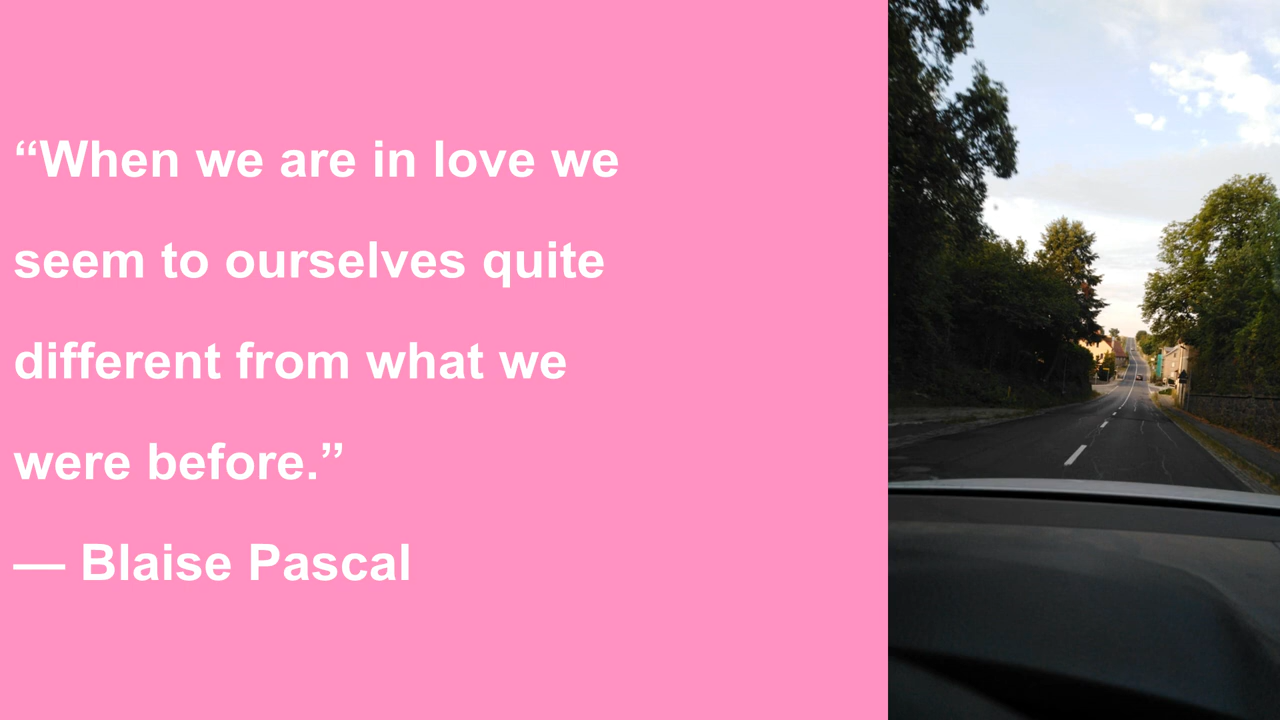 “When we are in love we
seem to ourselves quite
different from what we
were before.”
— Blaise Pascal